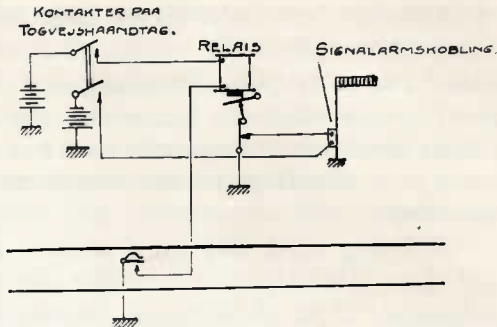 KONTAKTER PAA
TOGVEJSHAANDTAG.
RELAIS
SIGNALARMSKOBLING.